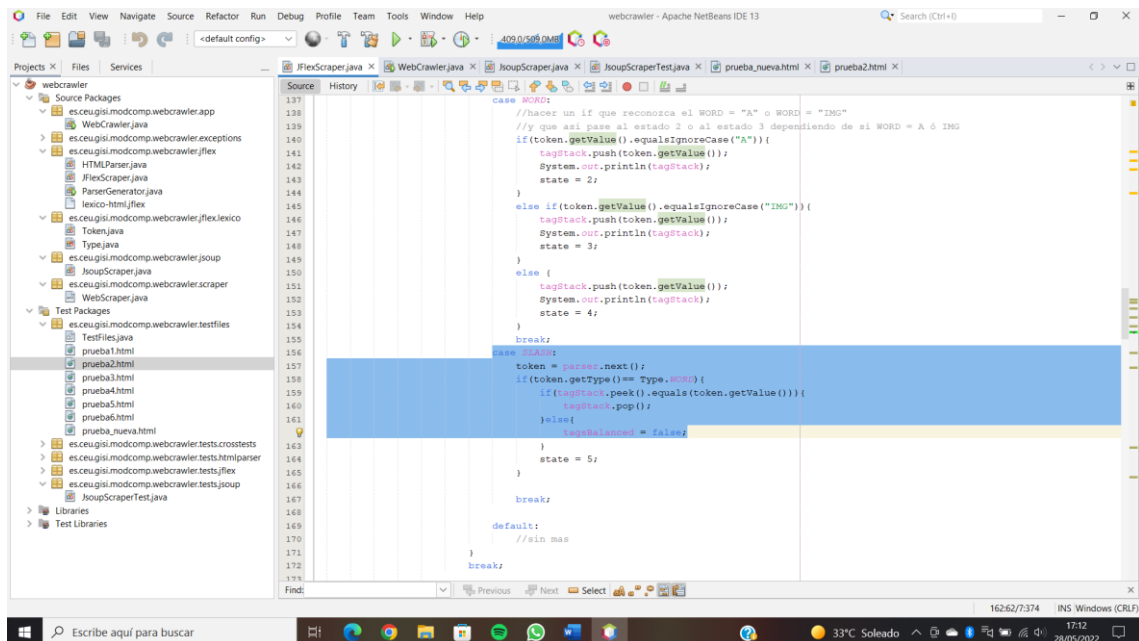 File Edit View Navigate Source Refactor Run Debug Profile Team Tools Window Help webcrawler - Apache NetBeans IDE 13 Search (Ctrl+I)
<default config> 409,0/509,0MB
Projects Files Services
JFlexScraper.java WebCrawler.java JsoupScraper.java JsoupScraperTest.java prueba_nueva.html prueba2.html
Source History
webcrawler
Source Packages
es.ceu.gisi.modcomp.webcrawler.app
WebCrawler.java
es.ceu.gisi.modcomp.webcrawler.exceptions
es.ceu.gisi.modcomp.webcrawler.jflex
HTMLParser.java
JFlexScraper.java
ParserGenerator.java
lexico-html.jflex
es.ceu.gisi.modcomp.webcrawler.jflex.lexico
Token.java
Type.java
es.ceu.gisi.modcomp.webcrawler.jsoup
JsoupScraper.java
es.ceu.gisi.modcomp.webcrawler.scraper
WebScraper.java
Test Packages
es.ceu.gisi.modcomp.webcrawler.testfiles
TestFiles.java
prueba1.html
prueba2.html
prueba3.html
prueba4.html
prueba5.html
prueba6.html
prueba_nueva.html
es.ceu.gisi.modcomp.webcrawler.tests.crosstests
es.ceu.gisi.modcomp.webcrawler.tests.htmlparser
es.ceu.gisi.modcomp.webcrawler.tests.jflex
es.ceu.gisi.modcomp.webcrawler.tests.jsoup
JsoupScraperTest.java
Libraries
Test Libraries
137 case WORD:
138 //hacer un if que reconozca el WORD = "A" o WORD = "IMG"
139 //y que asi pase al estado 2 o al estado 3 dependiendo de si WORD = A ó IMG
140 if(token.getValue().equalsIgnoreCase("A")){
141 tagStack.push(token.getValue());
142 System.out.println(tagStack);
143 state = 2;
144 }
145 else if(token.getValue().equalsIgnoreCase("IMG")){
146 tagStack.push(token.getValue());
147 System.out.println(tagStack);
148 state = 3;
149 }
150 else {
151 tagStack.push(token.getValue());
152 System.out.println(tagStack);
153 state = 4;
154 }
155 break;
156 case SLASH:
157 token = parser.next();
158 if(token.getType()== Type.WORD){
159 if(tagStack.peek().equals(token.getValue())){
160 tagStack.pop();
161 }else{
tagsBalanced = false;
163 }
164 state = 5;
165 }
166
167 break;
168
169 default:
170 //sin mas
171 }
172 break;
173
Find: Previous Next Select
162:62/7:374 INS Windows (CRLF)
Escribe aquí para buscar 33°C Soleado 17:12
28/05/2022